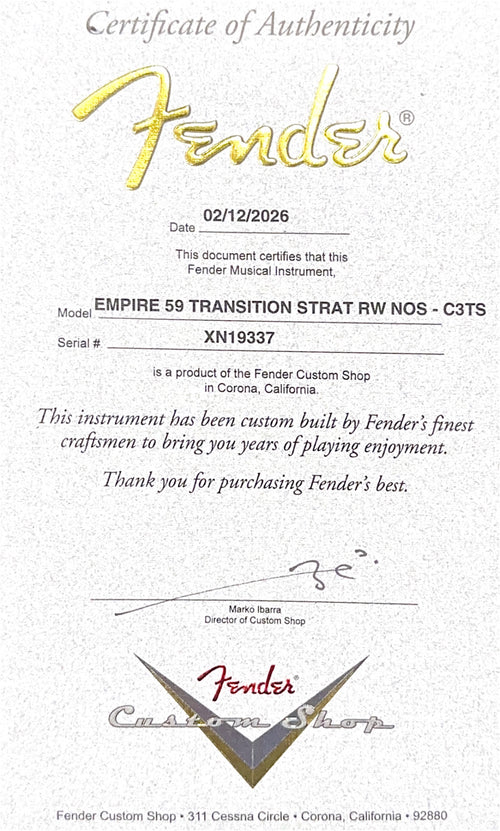 Certificate of Authenticity
Fender®
Date 02/12/2026
This document certifies that this
Fender Musical Instrument,
Model EMPIRE 59 TRANSITION STRAT RW NOS - C3TS
Serial # XN19337
is a product of the Fender Custom Shop
in Corona, California.
This instrument has been custom built by Fender's finest
craftsmen to bring you years of playing enjoyment.
Thank you for purchasing Fender's best.
Marko Ibarra
Director of Custom Shop
Fender®
Custom Shop
Fender Custom Shop • 311 Cessna Circle • Corona, California • 92880